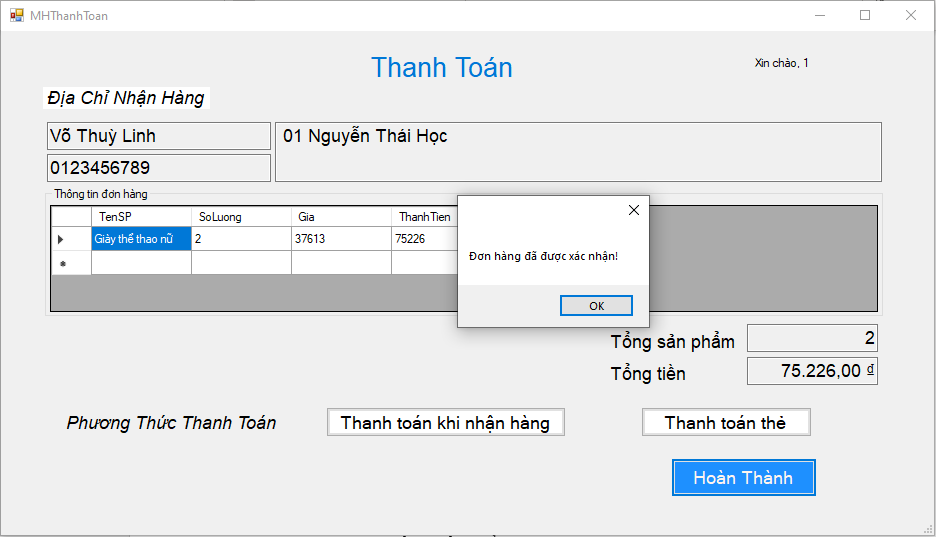 MHThanhToan
Thanh Toán
Xin chào, 1
Địa Chỉ Nhận Hàng
Võ Thuỳ Linh
01 Nguyễn Thái Học
0123456789
Thông tin đơn hàng
TenSP SoLuong Gia ThanhTien
Giày thể thao nữ 2 37613 75226
Đơn hàng đã được xác nhận!
OK
Tổng sản phẩm 2
Tổng tiền 75.226,00 ₫
Phương Thức Thanh Toán
Thanh toán khi nhận hàng
Thanh toán thẻ
Hoàn Thành